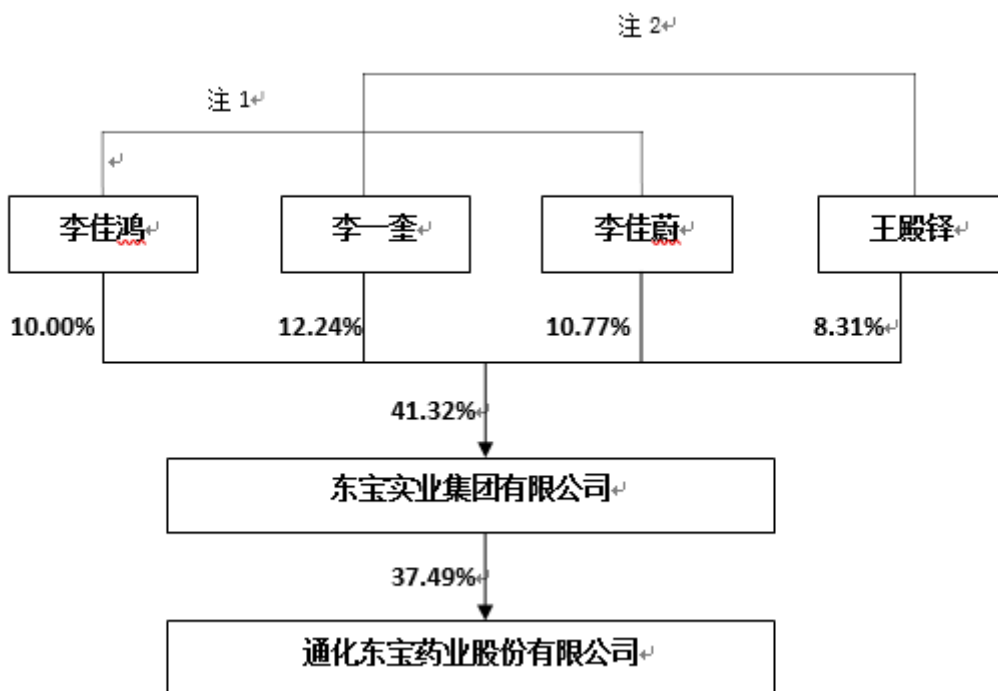 注 2
注 1
李佳鸿
李一奎
李佳蔚
王殿铎
10.00%
12.24%
10.77%
8.31%
41.32%
东宝实业集团有限公司
37.49%
通化东宝药业股份有限公司